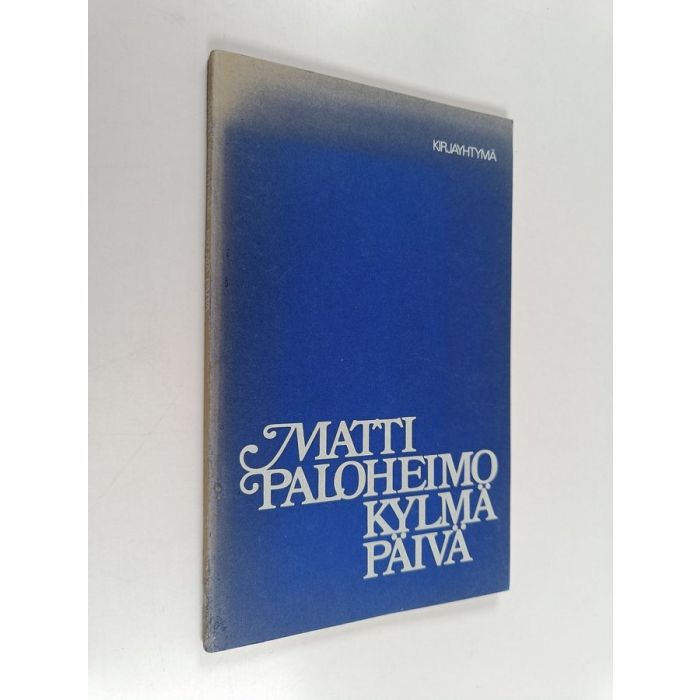 KIRJAYHTYMÄ
MATTI
PALOHEIMO
KYLMÄ
PÄIVÄ